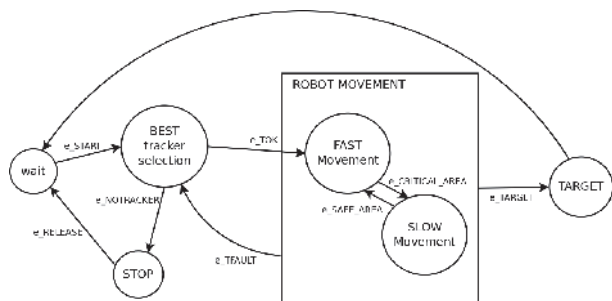 ROBOT MOVEMENT
BEST
tracker
selection
e_START
e_TOK
FAST
Movement
wait
e_CRITICAL_AREA
TARGET
e_NOTRACKER
e_SAFE_AREA
e_TARGET
e_RELEASE
SLOW
Movement
e_TFAULT
STOP